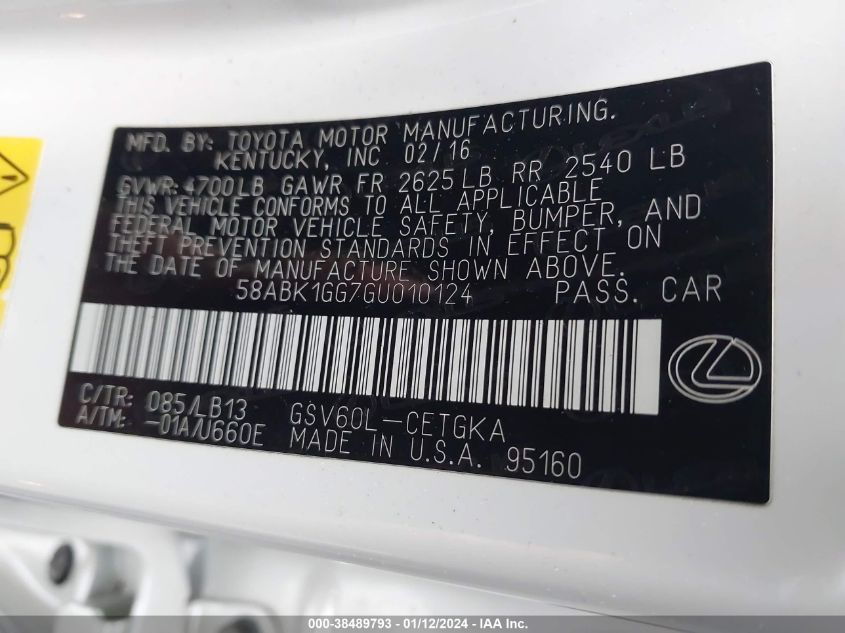 MFD. BY: TOYOTA MOTOR MANUFACTURING.
KENTUCKY, INC 02/16
GVWR: 4700LB GAWR FR 2625LB RR 2540 LB
THIS VEHICLE CONFORMS TO ALL APPLICABLE
FEDERAL MOTOR VEHICLE SAFETY, BUMPER, AND
THEFT PREVENTION STANDARDS IN EFFECT ON
THE DATE OF MANUFACTURE SHOWN ABOVE.
58ABK1GG7GU010124 PASS. CAR
C/TR: 085/LB13 GSV60L-CETGKA
A/TM: -01A/U660E MADE IN U.S.A. 95160
000-38489793 - 01/12/2024 - IAA Inc.